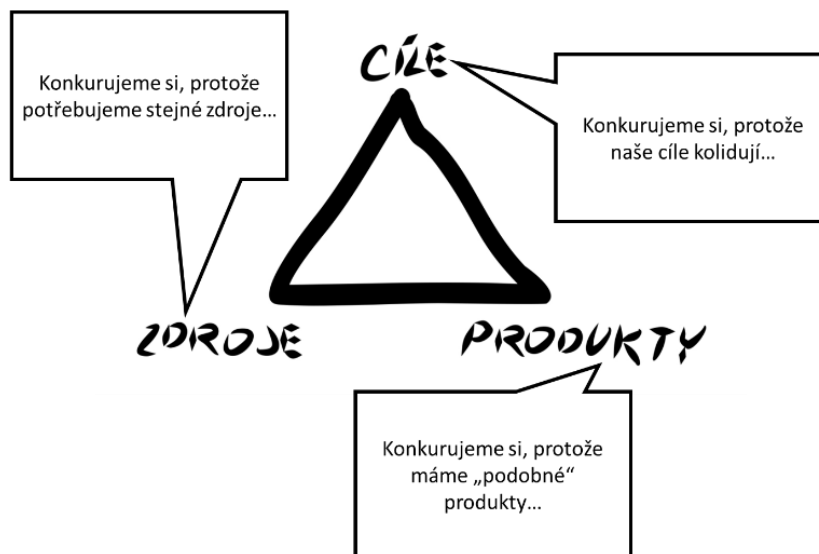 CÍLE
Konkurujeme si, protože
potřebujeme stejné zdroje…
Konkurujeme si, protože
naše cíle kolidují…
ZDROJE
PRODUKTY
Konkurujeme si, protože
máme „podobné“
produkty…